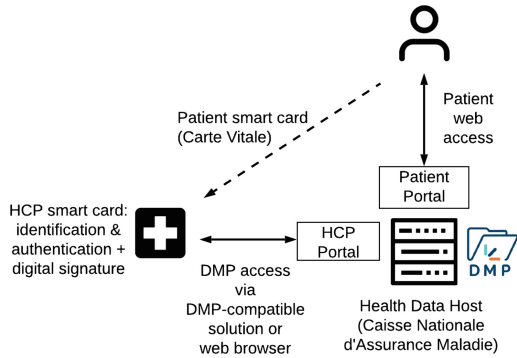 Patient smart card
(Carte Vitale)
Patient
web
access
Patient
Portal
HCP smart card:
identification &
authentication +
digital signature
HCP
Portal
DMP
DMP access
via
DMP-compatible
solution or
web browser
Health Data Host
(Caisse Nationale
d'Assurance Maladie)